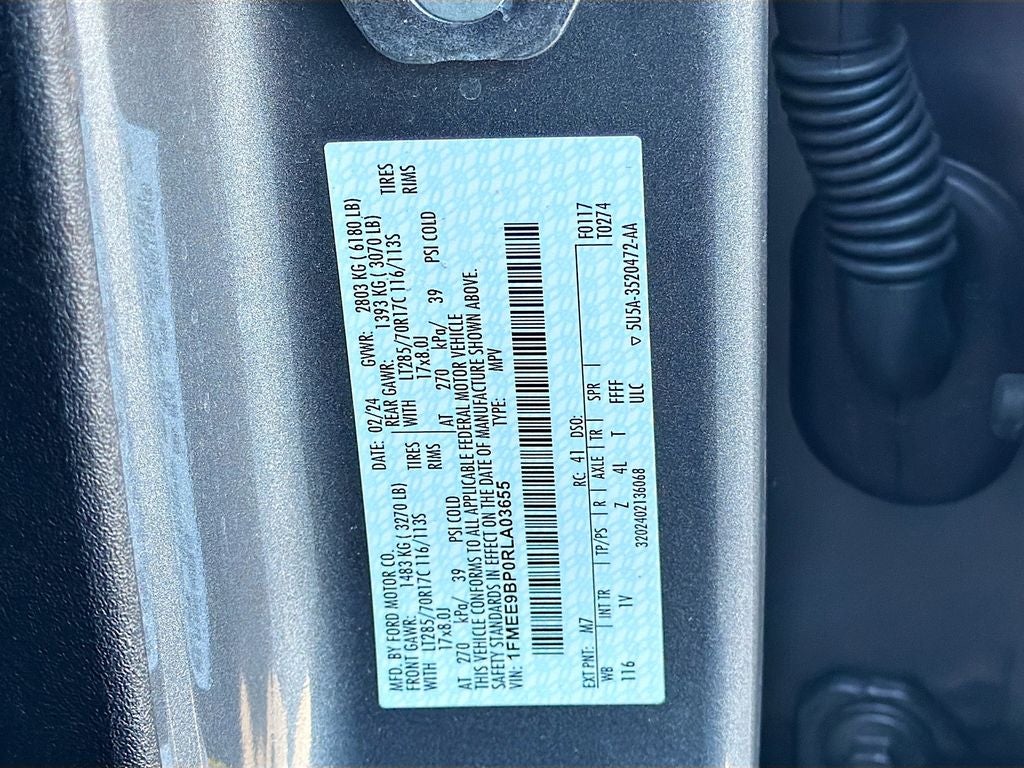 MFD. BY FORD MOTOR CO.
DATE: 02/24 GVWR: 2803 KG ( 6180 LB)
FRONT GAWR: 1483 KG ( 3270 LB) REAR GAWR: 1393 KG ( 3070 LB)
WITH LT285/70R17C 116/113S TIRES WITH LT285/70R17C 116/113S TIRES
17x8.0J RIMS 17x8.0J RIMS
AT 270 kPa/ 39 PSI COLD AT 270 kPa/ 39 PSI COLD
THIS VEHICLE CONFORMS TO ALL APPLICABLE FEDERAL MOTOR VEHICLE
SAFETY STANDARDS IN EFFECT ON THE DATE OF MANUFACTURE SHOWN ABOVE.
VIN: 1FMEE9BP0RLA03655 TYPE: MPV
EXT PNT: M7 RC: 41 DSO: F0117
WB INT TR TP/PS R AXLE TR SPR T0274
116 1V Z 4L T FFFF
3202402136068 ULC ▽ 5U5A-3520472-AA